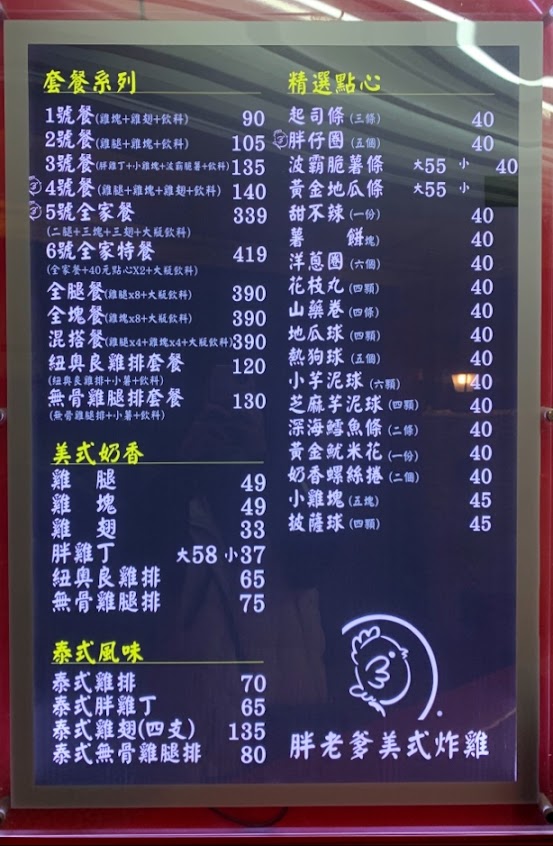 套餐系列
1號餐(雞塊+雞翅+飲料) 90
2號餐(雞腿+雞塊+飲料) 105
3號餐(胖雞丁+小雞塊+波霸脆薯+飲料) 135
4號餐(雞腿+雞塊+雞翅+飲料) 140
5號全家餐 339
(二腿+三塊+三翅+大瓶飲料)
6號全家特餐 419
(全家餐+40元點心X2+大瓶飲料)
全腿餐(雞腿x8+大瓶飲料) 390
全塊餐(雞塊x8+大瓶飲料) 390
混搭餐(雞腿x4+雞塊x4+大瓶飲料) 390
紐奧良雞排套餐 120
(紐奧良雞排+小薯+飲料)
無骨雞腿排套餐 130
(無骨雞腿排+小薯+飲料)
美式奶香
雞 腿 49
雞 塊 49
雞 翅 33
胖雞丁 大58 小37
紐奧良雞排 65
無骨雞腿排 75
泰式風味
泰式雞排 70
泰式胖雞丁 65
泰式雞翅(四支) 135
泰式無骨雞腿排 80
精選點心
起司條(三條) 40
胖仔圈(五個) 40
波霸脆薯條 大55 小 40
黃金地瓜條 大55 小
甜不辣(一份) 40
薯 餅(塊) 40
洋蔥圈(六個) 40
花枝丸(四顆) 40
山藥卷(四條) 40
地瓜球(四顆) 40
熱狗球(五個) 40
小芋泥球(六顆) 40
芝麻芋泥球(四顆) 40
深海鱈魚條(二條) 40
黃金魷米花(一份) 40
奶香螺絲捲(二個) 40
小雞塊(五塊) 45
披薩球(四顆) 45
胖老爹美式炸雞